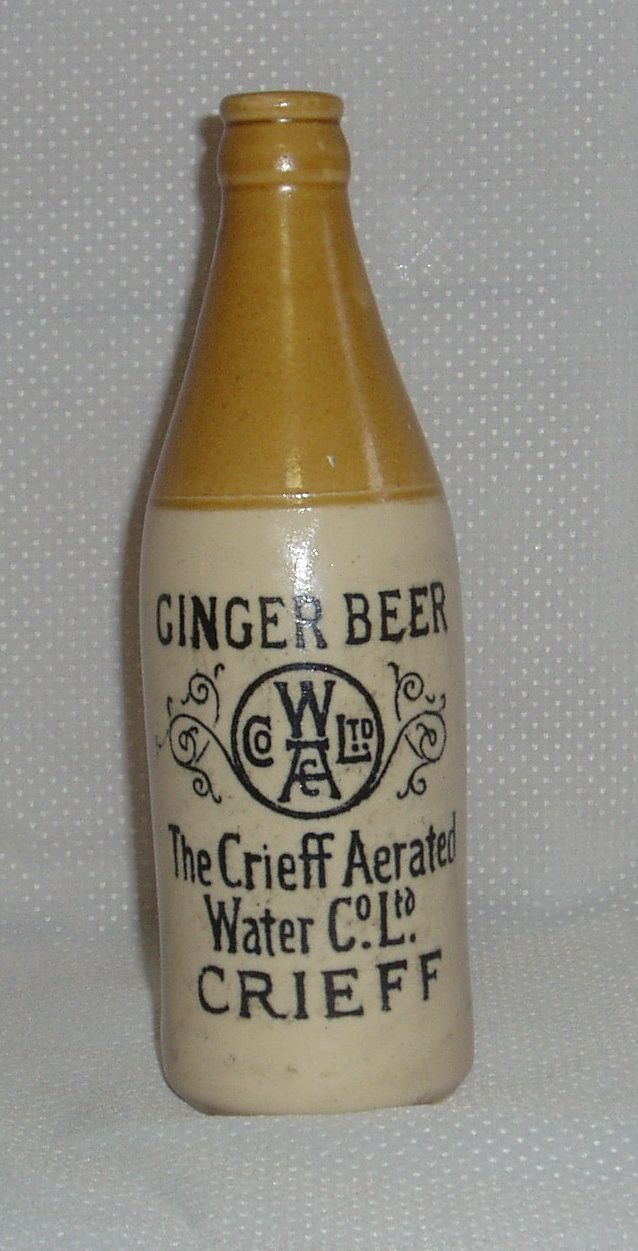 GINGER BEER
W
Co LTD
A
C
The Crieff Aerated
Water Co. Ltd
CRIEFF